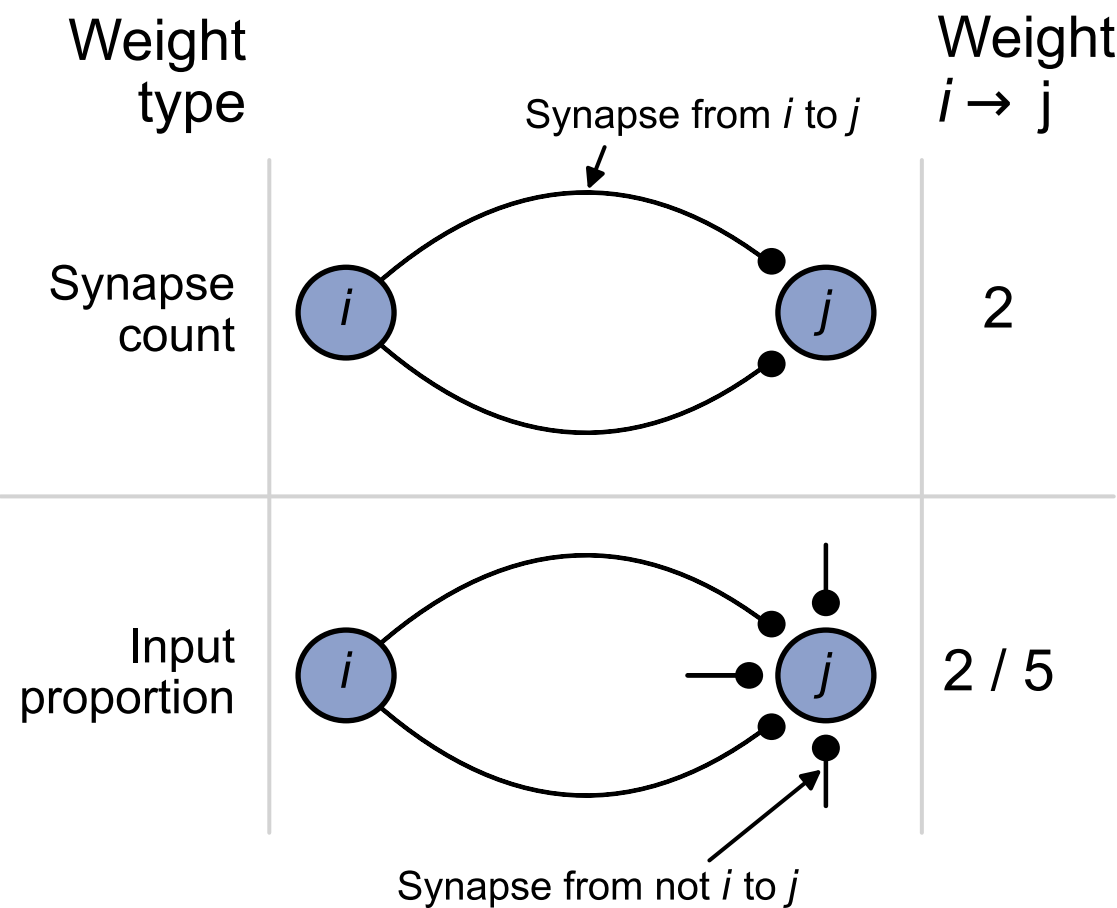 Weight
type
Weight
i → j
Synapse from i to j
Synapse
count
i
j
2
Input
proportion
i
j
2 / 5
Synapse from not i to j